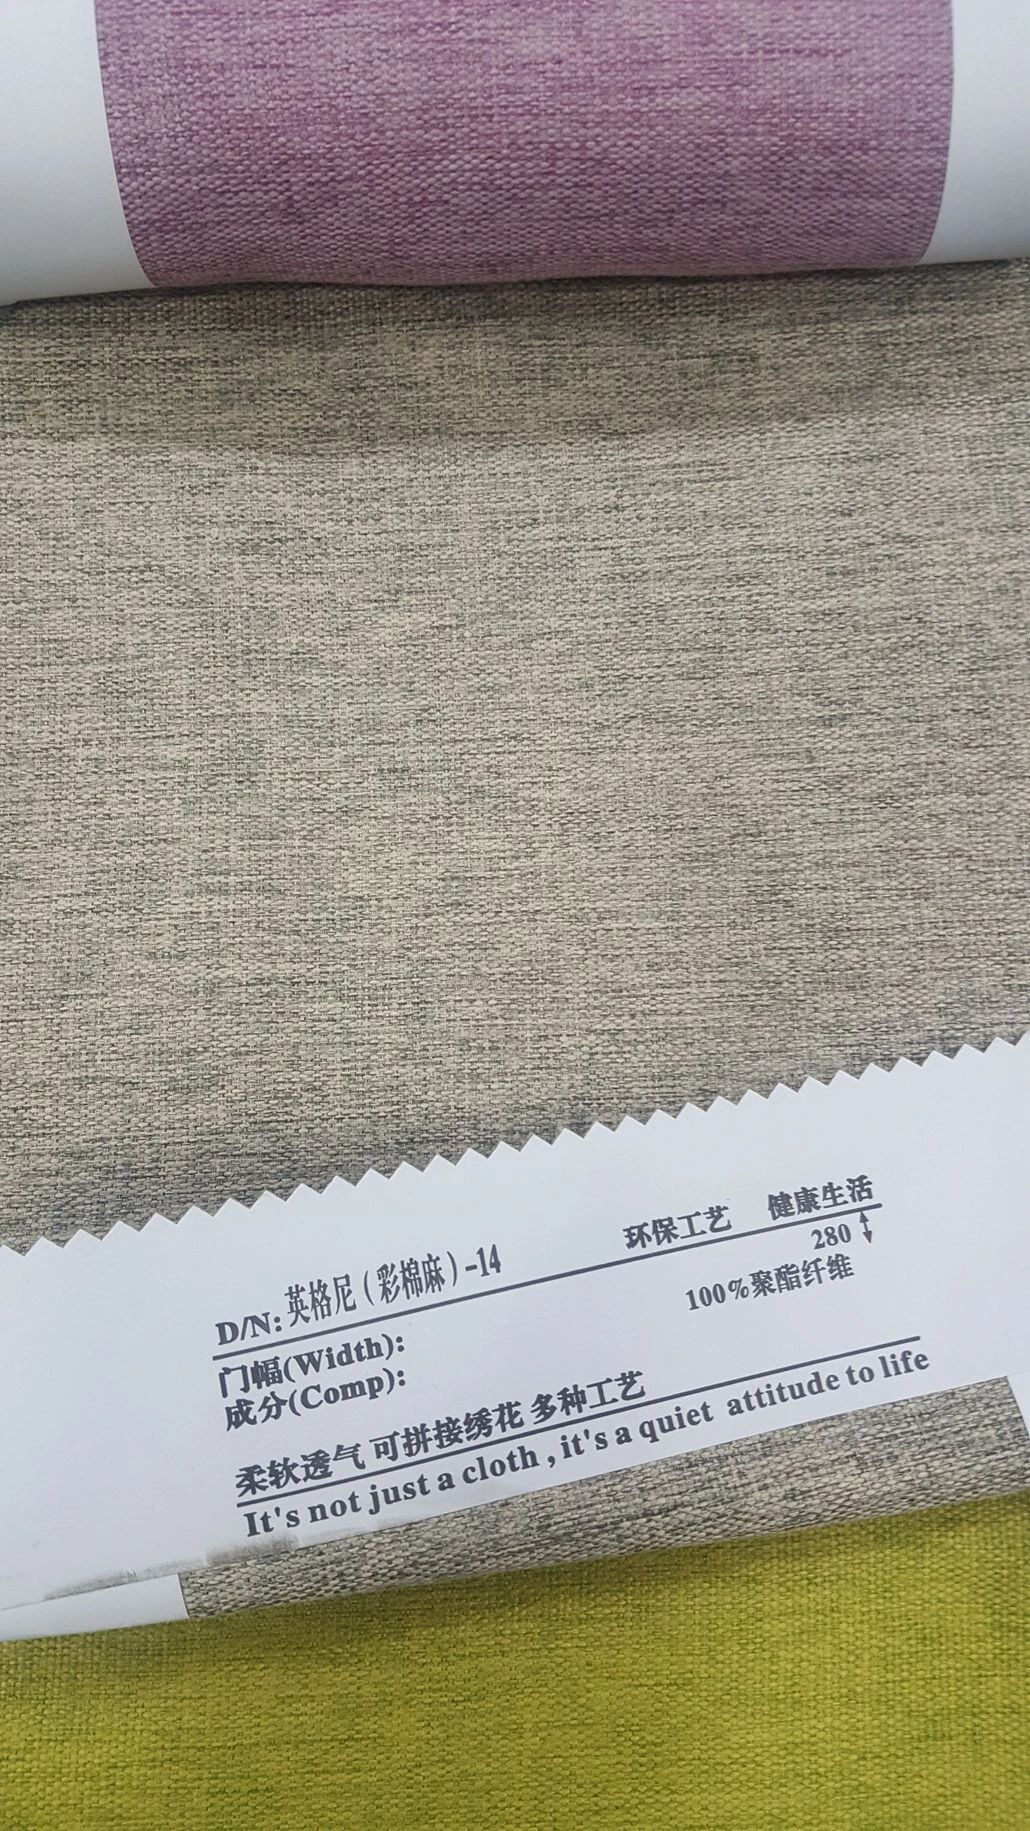 环保工艺 健康生活
D/N: 英格尼（彩棉麻）-14
门幅(Width): 280
成分(Comp): 100%聚酯纤维
柔软透气 可拼接绣花 多种工艺
It's not just a cloth , it's a quiet attitude to life